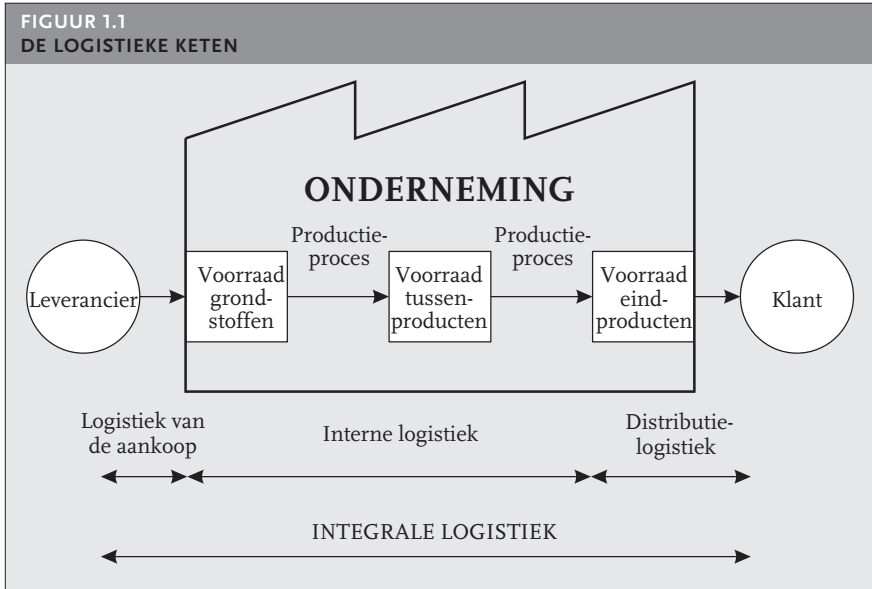 FIGUUR 1.1
DE LOGISTIEKE KETEN
ONDERNEMING
Productie-
proces
Productie-
proces
Leverancier
Voorraad
grond-
stoffen
Voorraad
tussen-
producten
Voorraad
eind-
producten
Klant
Logistiek van
de aankoop
Interne logistiek
Distributie-
logistiek
INTEGRALE LOGISTIEK